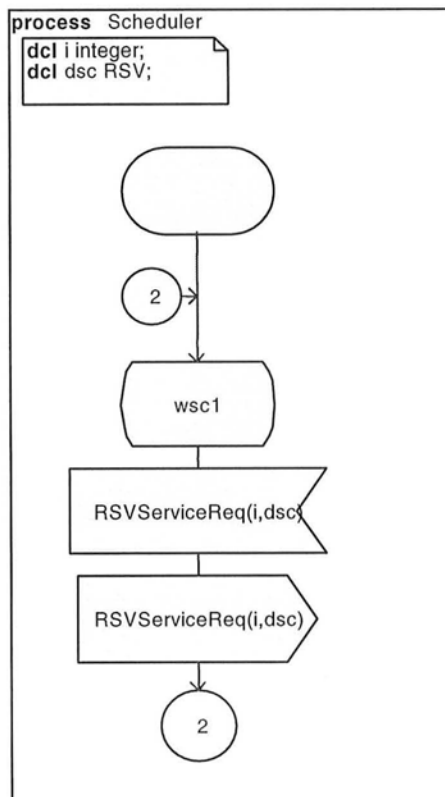 process Scheduler
dcl i integer;
dcl dsc RSV;
2
wsc1
RSVServiceReq(i,dsc)
RSVServiceReq(i,dsc)
2